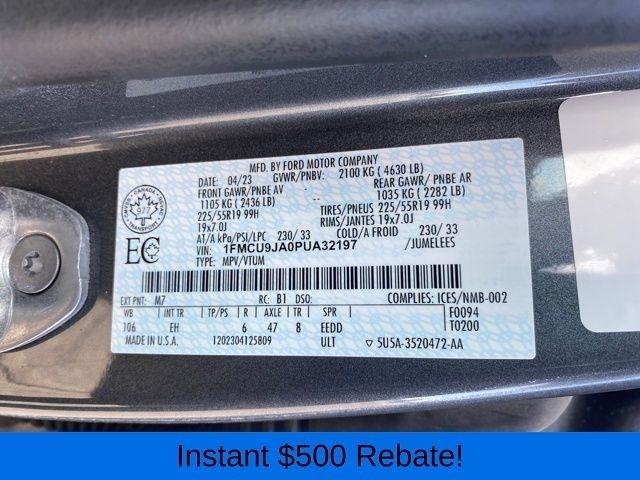 MFD. BY FORD MOTOR COMPANY
DATE: 04/23 GVWR/PNBV: 2100 KG ( 4630 LB)
FRONT GAWR/PNBE AV REAR GAWR/ PNBE AR
1105 KG ( 2436 LB) 1035 KG ( 2282 LB)
225/55R19 99H TIRES/PNEUS 225/55R19 99H
19x7.0J RIMS/JANTES 19x7.0J
AT/A kPa/PSI/LPC 230/ 33 COLD/A FROID 230/ 33
VIN: 1FMCU9JA0PUA32197 /JUMELEES
TYPE: MPV/VTUM
CANADA
TRANSPORT
977
EC
EXT PNT: M7 RC: B1 DSO: COMPLIES: ICES/NMB-002
WB INT TR TP/PS R AXLE TR SPR F0094
106 EH 6 47 8 EEDD T0200
MADE IN U.S.A. 1202304125809 ULT ▽ 5U5A-3520472-AA
Instant $500 Rebate!